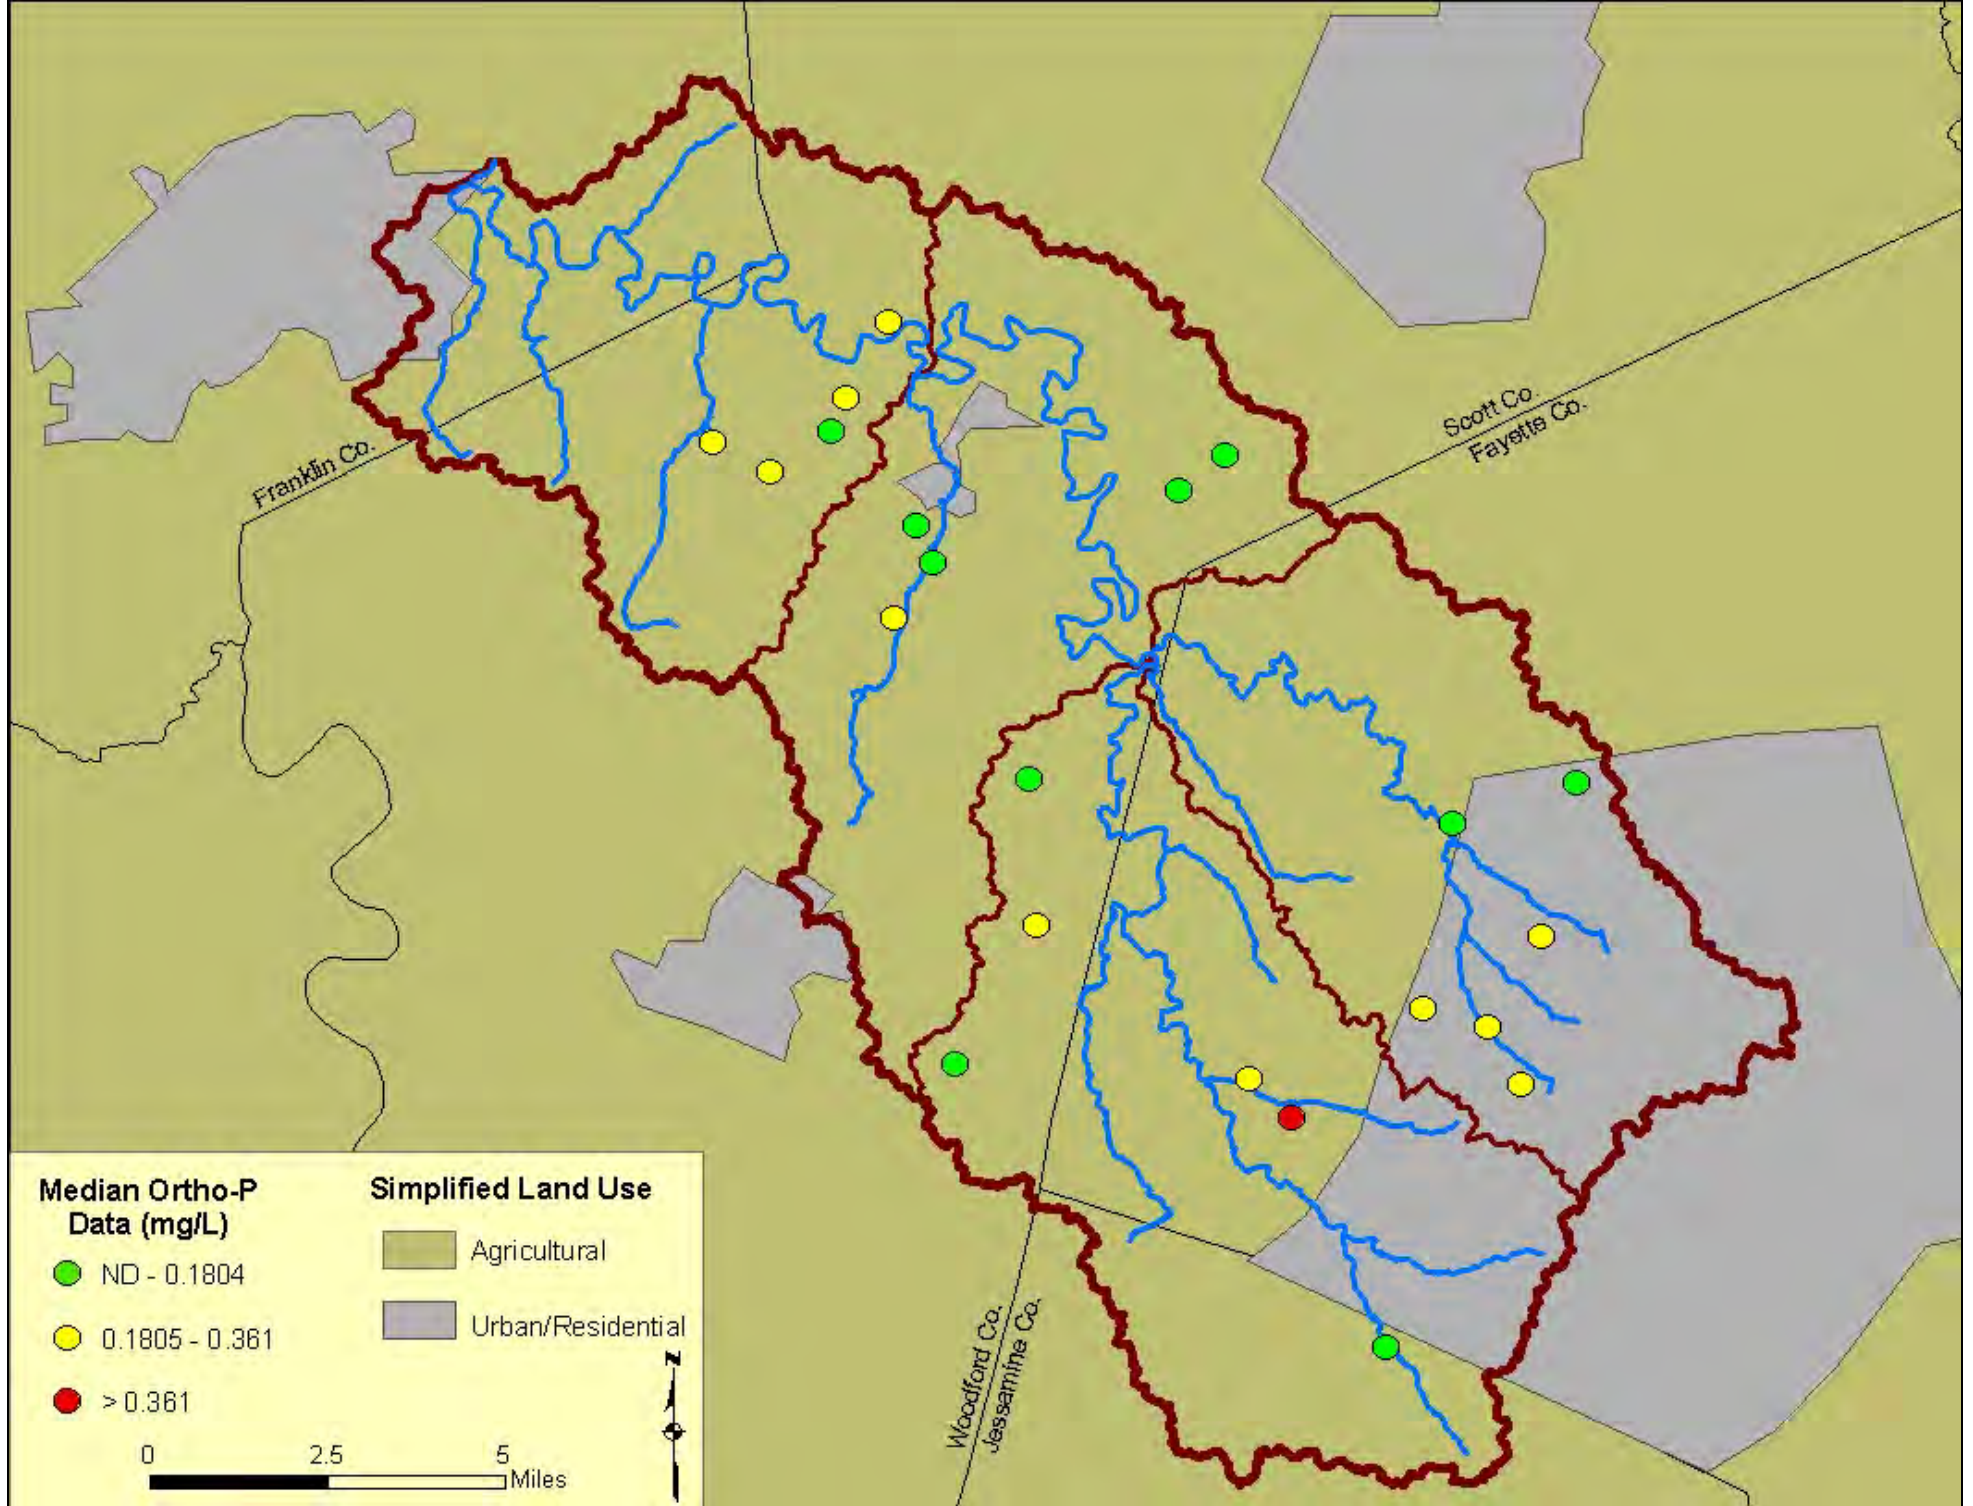 Scott Co.
Fayette Co.
Franklin Co.
Woodford Co.
Jessamine Co.
Median Ortho-P
Data (mg/L)
ND - 0.1804
0.1805 - 0.361
> 0.361
Simplified Land Use
Agricultural
Urban/Residential
N
0 2.5 5
Miles